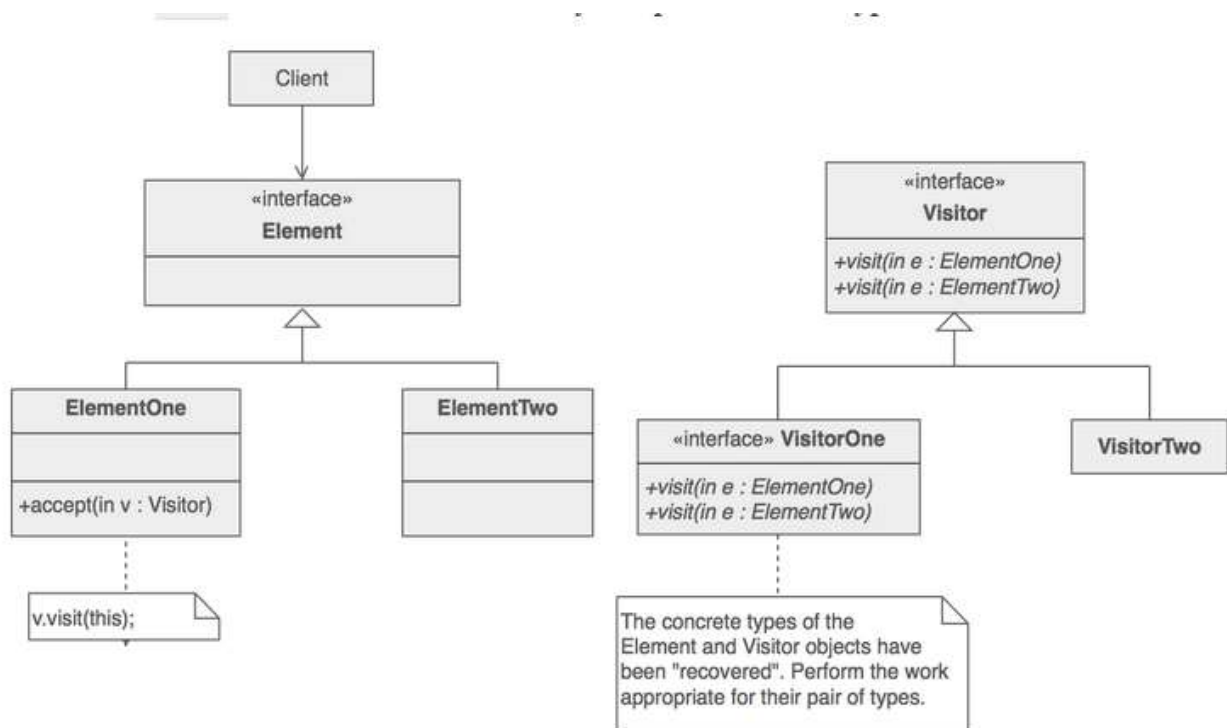 Client
«interface»
Element
ElementOne
+accept(in v : Visitor)
v.visit(this);
ElementTwo
«interface»
Visitor
+visit(in e : ElementOne)
+visit(in e : ElementTwo)
«interface» VisitorOne
+visit(in e : ElementOne)
+visit(in e : ElementTwo)
VisitorTwo
The concrete types of the
Element and Visitor objects have
been "recovered". Perform the work
appropriate for their pair of types.